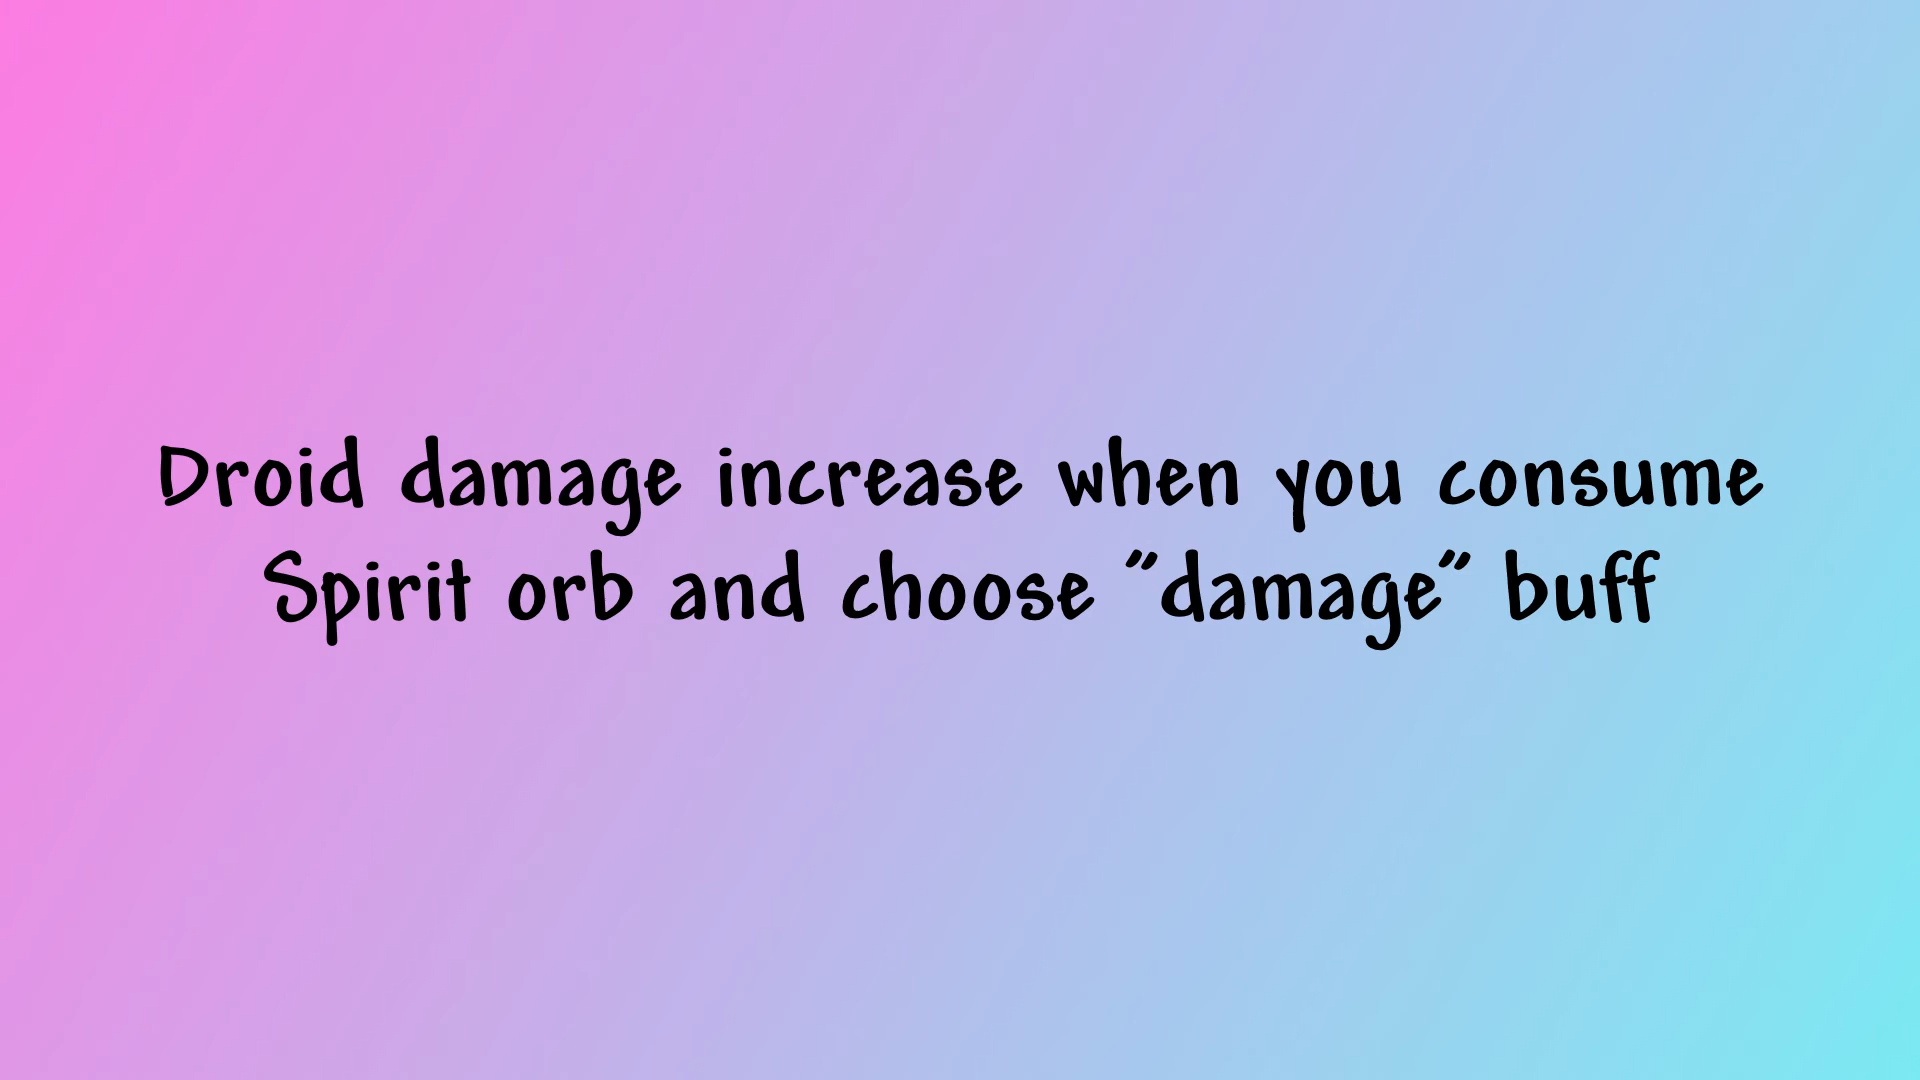 Droid damage increase when you consume
Spirit orb and choose "damage" buff